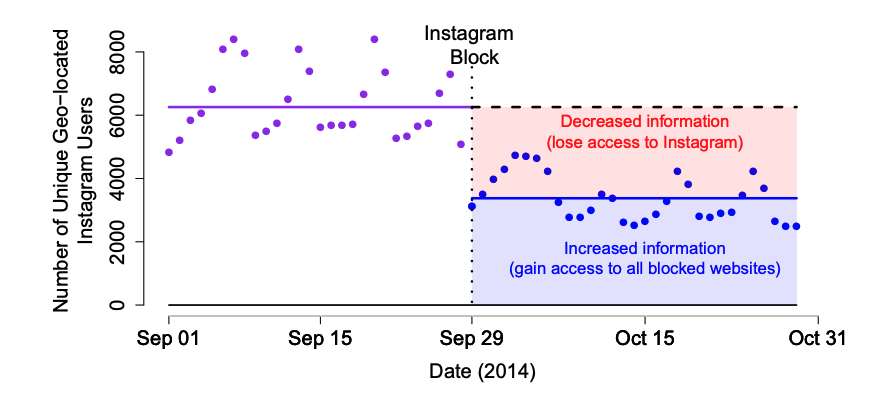 Number of Unique Geo−located
Instagram Users
8000
6000
4000
2000
0
Instagram
Block
Decreased information
(lose access to Instagram)
Increased information
(gain access to all blocked websites)
Sep 01
Sep 15
Sep 29
Oct 15
Oct 31
Date (2014)